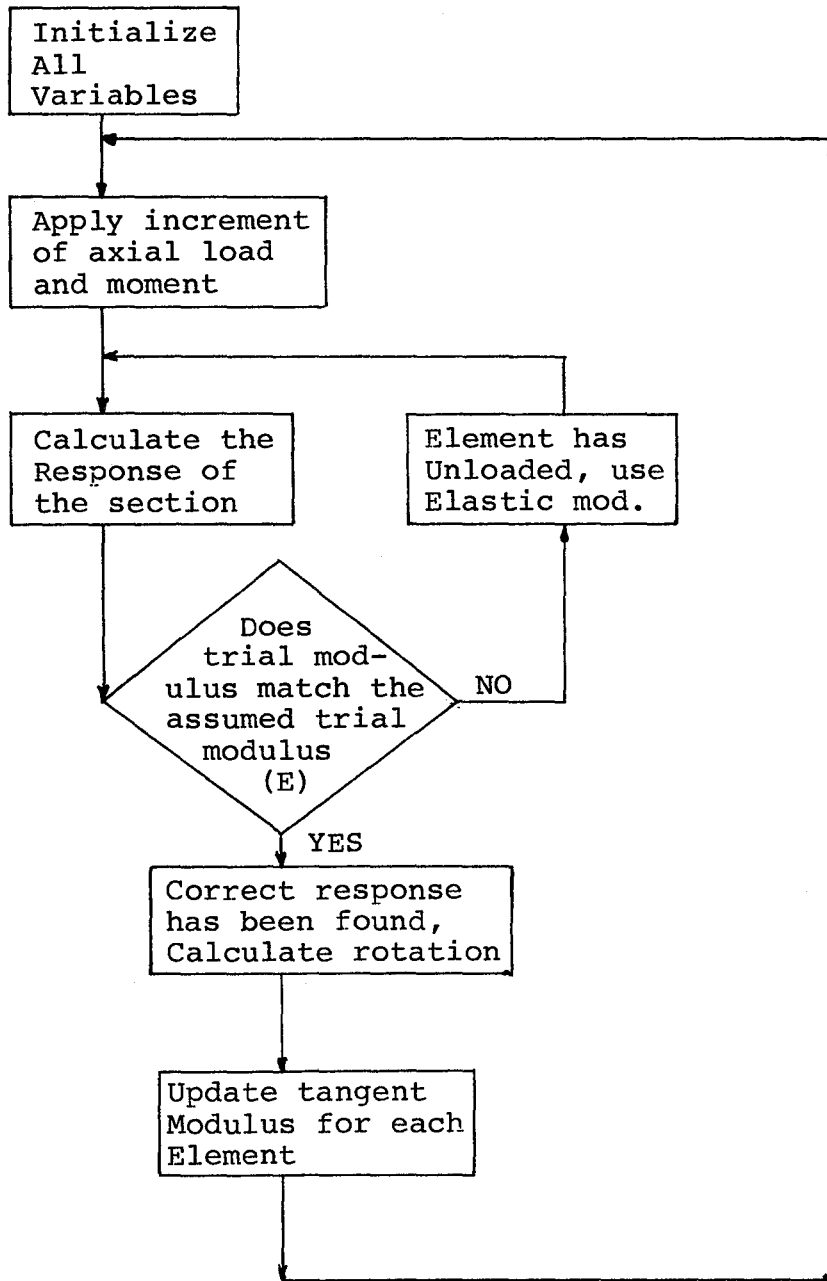 Initialize
All
Variables
Apply increment
of axial load
and moment
Calculate the
Response of
the section
Element has
Unloaded, use
Elastic mod.
Does
trial mod-
ulus match the
assumed trial
modulus
(E)
NO
YES
Correct response
has been found,
Calculate rotation
Update tangent
Modulus for each
Element